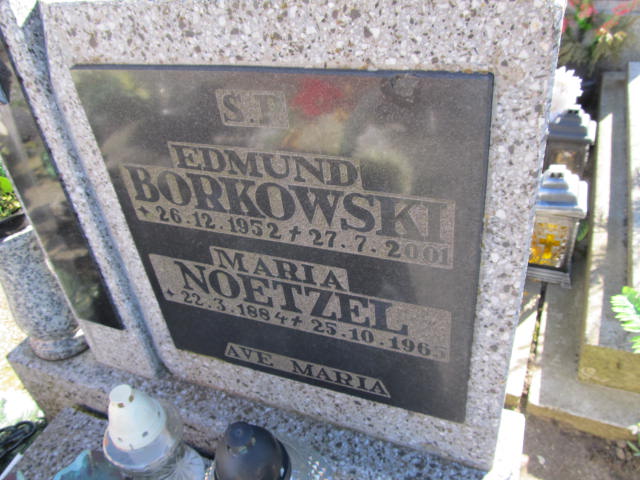 S.P.
EDMUND
BORKOWSKI
* 26.12.1952 + 27.7.2001
MARIA
NOETZEL
* 22.3.1884 + 25.10.1965
AVE MARIA